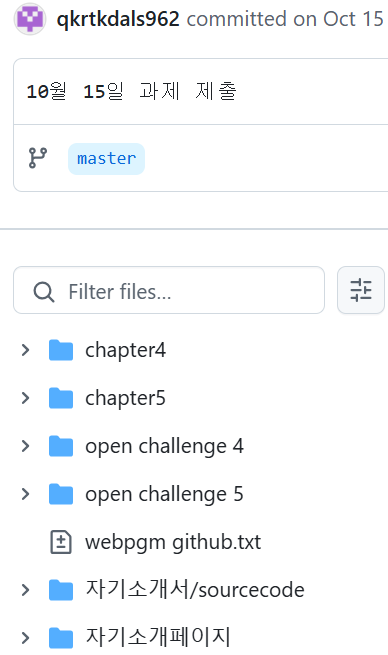 qkrtkdals962 committed on Oct 15
10월 15일 과제 제출
master
Filter files...
chapter4
chapter5
open challenge 4
open challenge 5
webpgm github.txt
자기소개서/sourcecode
자기소개페이지